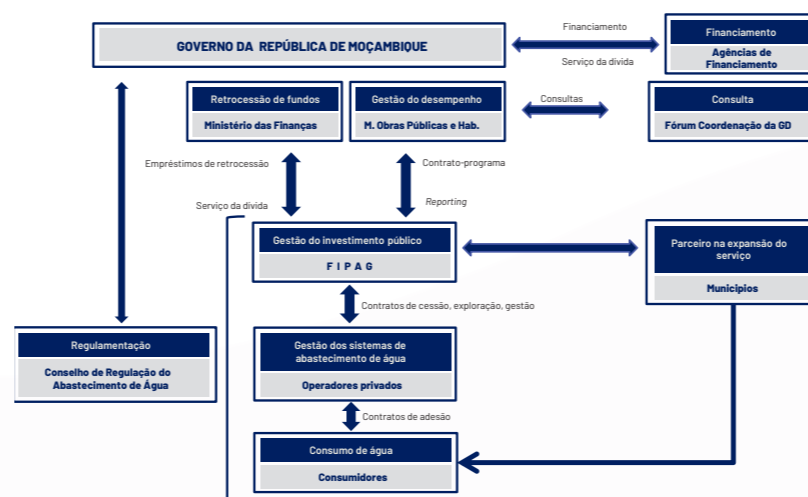 Financiamento
GOVERNO DA REPÚBLICA DE MOÇAMBIQUE
Serviço da divida
Financiamento
Agências de
Financiamento
Retrocessão de fundos
Ministério das Finanças
Gestão do desempenho
M. Obras Públicas e Hab.
Consultas
Consulta
Fórum Coordenação da GD
Empréstimos de retrocessão
Contrato-programa
Serviço da divida
Reporting
Gestão do investimento público
F I P A G
Parceiro na expansão do
serviço
Municipios
Contratos de cessão, exploração, gestão
Regulamentação
Conselho de Regulação do
Abastecimento de Água
Gestão dos sistemas de
abastecimento de água
Operadores privados
Contratos de adesão
Consumo de água
Consumidores